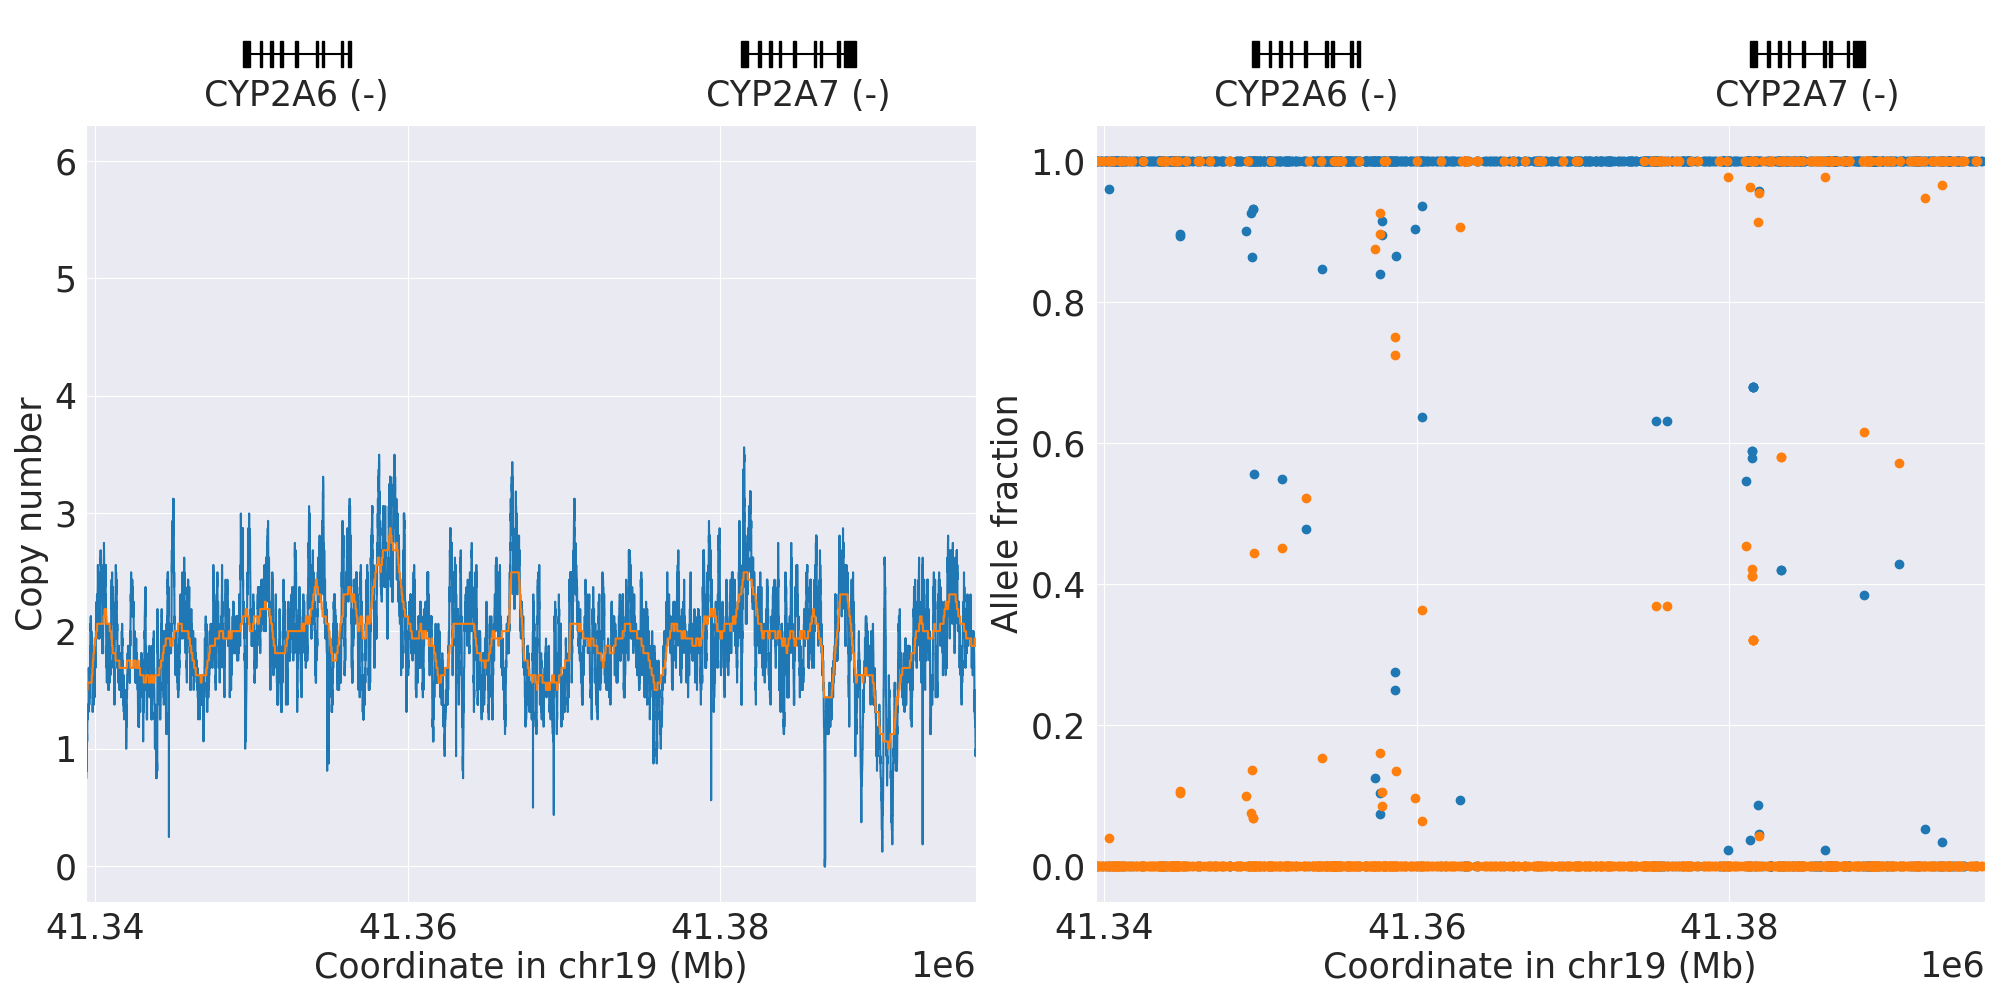 CYP2A6 (-) CYP2A7 (-)
CYP2A6 (-) CYP2A7 (-)
Copy number
6
5
4
3
2
1
0
41.34 41.36 41.38
Coordinate in chr19 (Mb) 1e6
Allele fraction
1.0
0.8
0.6
0.4
0.2
0.0
41.34 41.36 41.38
Coordinate in chr19 (Mb) 1e6